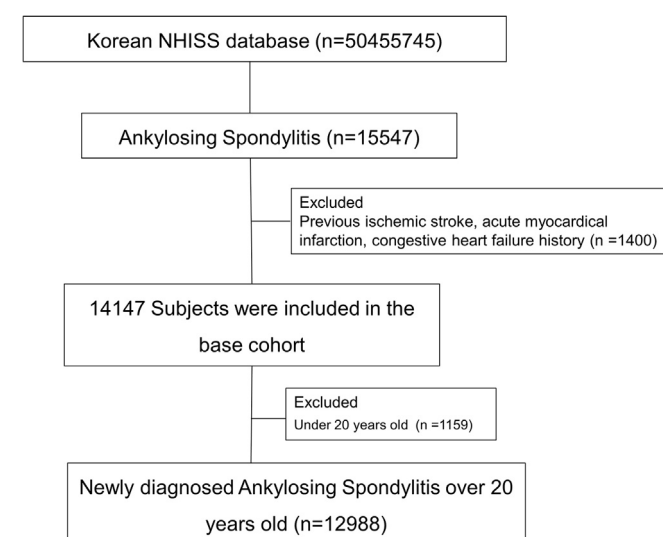 Korean NHISS database (n=50455745)
Ankylosing Spondylitis (n=15547)
Excluded
Previous ischemic stroke, acute myocardical
infarction, congestive heart failure history (n =1400)
14147 Subjects were included in the
base cohort
Excluded
Under 20 years old (n =1159)
Newly diagnosed Ankylosing Spondylitis over 20
years old (n=12988)